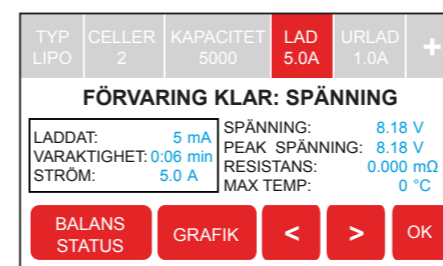 TYP CELLER KAPACITET LAD URLAD +
LIPO 2 5000 5.0A 1.0A
FÖRVARING KLAR: SPÄNNING
LADDAT: 5 mA
VARAKTIGHET: 0:06 min
STRÖM: 5.0 A
SPÄNNING: 8.18 V
PEAK SPÄNNING: 8.18 V
RESISTANS: 0.000 mΩ
MAX TEMP: 0 °C
BALANS
STATUS
GRAFIK
<
>
OK